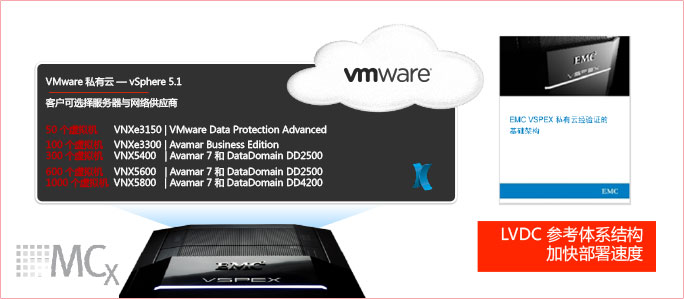 VMware 私有云 — vSphere 5.1
客户可选择服务器与网络供应商
50 个虚拟机 VNXe3150 | VMware Data Protection Advanced
100 个虚拟机 VNXe3300 | Avamar Business Edition
300 个虚拟机 VNX5400 | Avamar 7 和 DataDomain DD2500
600 个虚拟机 VNX5600 | Avamar 7 和 DataDomain DD2500
1000 个虚拟机 VNX5800 | Avamar 7 和 DataDomain DD4200
vmware®
EMC
VSPEX
EMC VSPEX 私有云经验证的
基础架构
EMC
LVDC 参考体系结构
加快部署速度
MCx
EMC
VSPEX